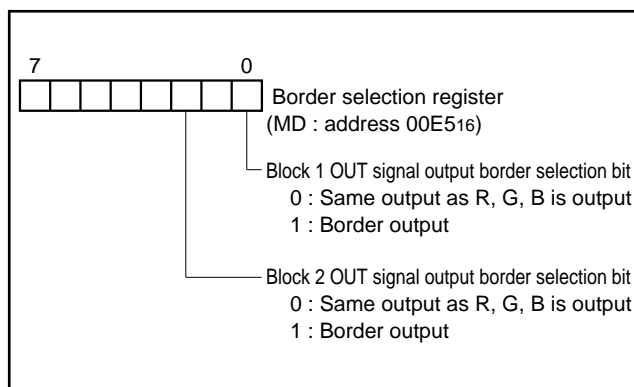 7 0
Border selection register
(MD : address 00E516)
Block 1 OUT signal output border selection bit
0 : Same output as R, G, B is output
1 : Border output
Block 2 OUT signal output border selection bit
0 : Same output as R, G, B is output
1 : Border output